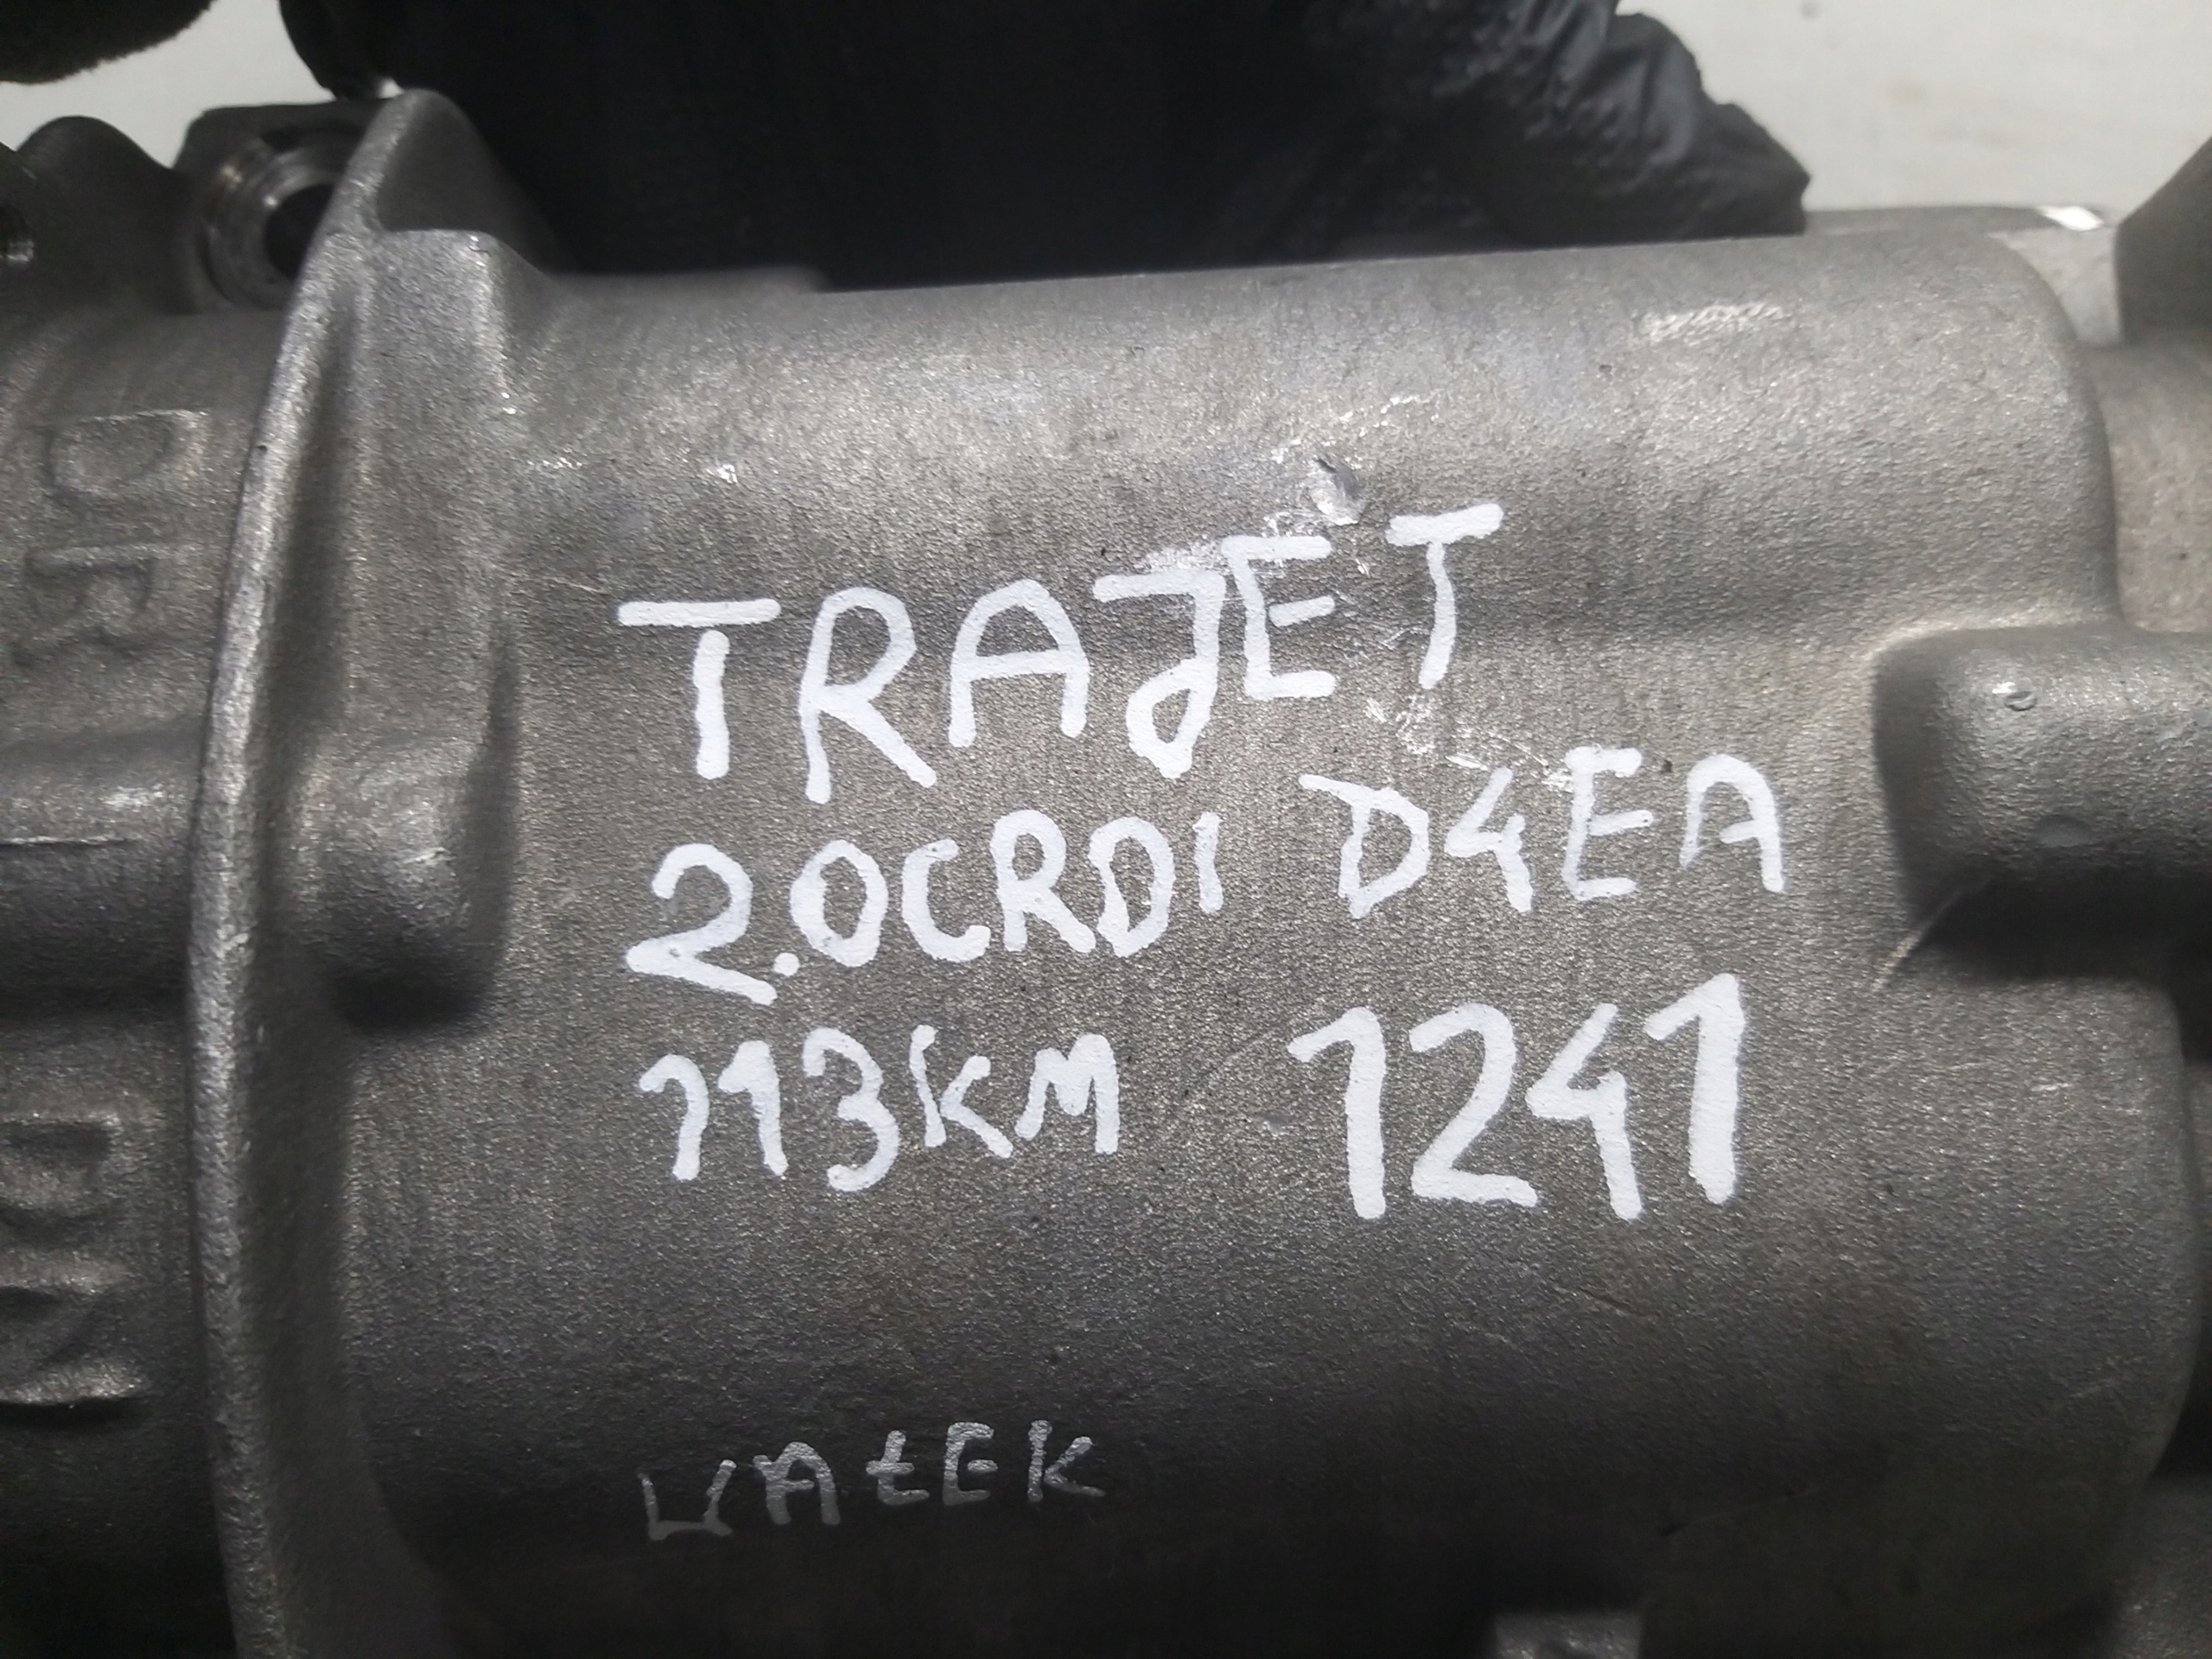 TRAJET
2.0CRDI D4EA
113KM 1241
WAŁEK